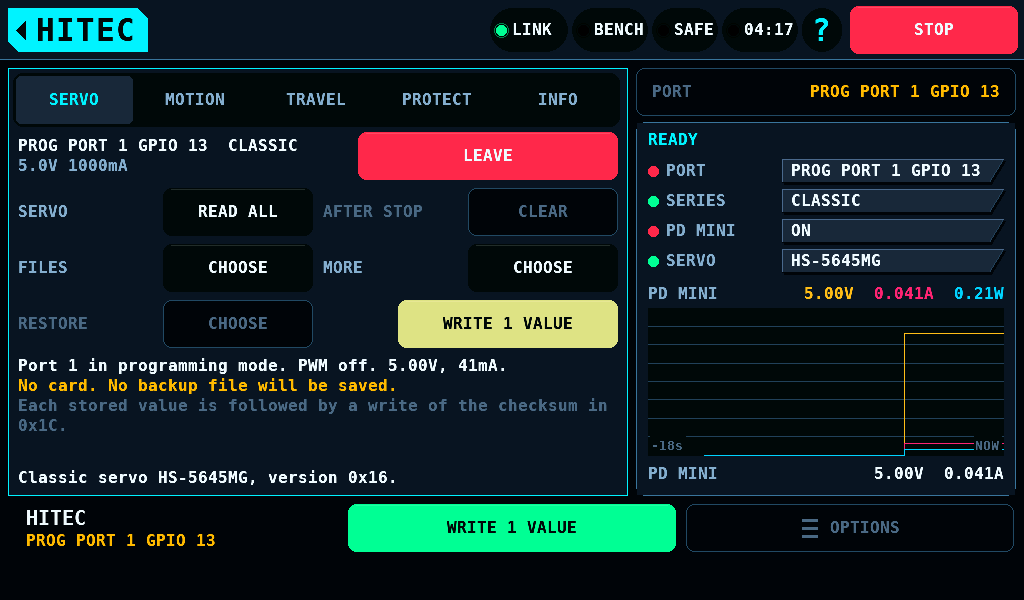 HITEC
LINK BENCH SAFE 04:17 ? STOP
SERVO MOTION TRAVEL PROTECT INFO
PROG PORT 1 GPIO 13 CLASSIC
5.0V 1000mA
LEAVE
SERVO READ ALL AFTER STOP CLEAR
FILES CHOOSE MORE CHOOSE
RESTORE CHOOSE WRITE 1 VALUE
Port 1 in programming mode. PWM off. 5.00V, 41mA.
No card. No backup file will be saved.
Each stored value is followed by a write of the checksum in
0x1C.
Classic servo HS-5645MG, version 0x16.
PORT PROG PORT 1 GPIO 13
READY
PORT PROG PORT 1 GPIO 13
SERIES CLASSIC
PD MINI ON
SERVO HS-5645MG
PD MINI 5.00V 0.041A 0.21W
-18s NOW
PD MINI 5.00V 0.041A
HITEC
PROG PORT 1 GPIO 13
WRITE 1 VALUE
OPTIONS